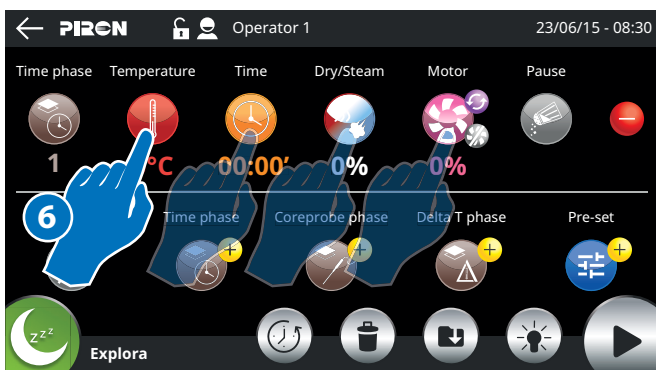 PIRON Operator 1 23/06/15 - 08:30
Time phase Temperature Time Dry/Steam Motor Pause
1 °C 00:00’ 0% 0%
6
Time phase Coreprobe phase Delta T phase Pre-set
zzz
Explora